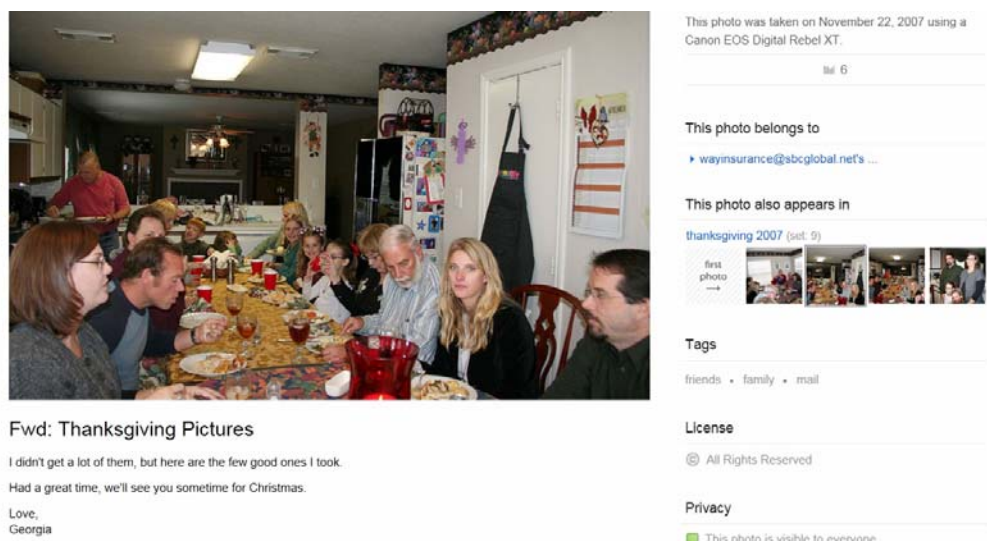 This photo was taken on November 22, 2007 using a
Canon EOS Digital Rebel XT.
6
This photo belongs to
wayinsurance@sbcglobal.net's ...
This photo also appears in
thanksgiving 2007 (set: 9)
first
photo
→
Tags
friends • family • mail
License
© All Rights Reserved
Privacy
This photo is visible to everyone
Fwd: Thanksgiving Pictures
I didn't get a lot of them, but here are the few good ones I took.
Had a great time, we'll see you sometime for Christmas.
Love,
Georgia